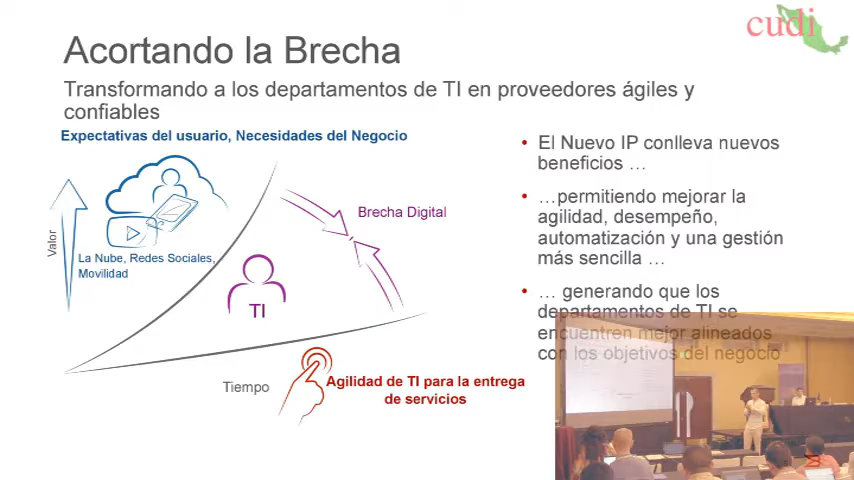 cudi
Acortando la Brecha
Transformando a los departamentos de TI en proveedores ágiles y
confiables
Expectativas del usuario, Necesidades del Negocio
Valor
La Nube, Redes Sociales,
Movilidad
Brecha Digital
TI
Tiempo
Agilidad de TI para la entrega
de servicios
• El Nuevo IP conlleva nuevos
beneficios …
• …permitiendo mejorar la
agilidad, desempeño,
automatización y una gestión
más sencilla …
• … generando que los
departamentos de TI se
encuentren mejor alineados
con los objetivos del negocio